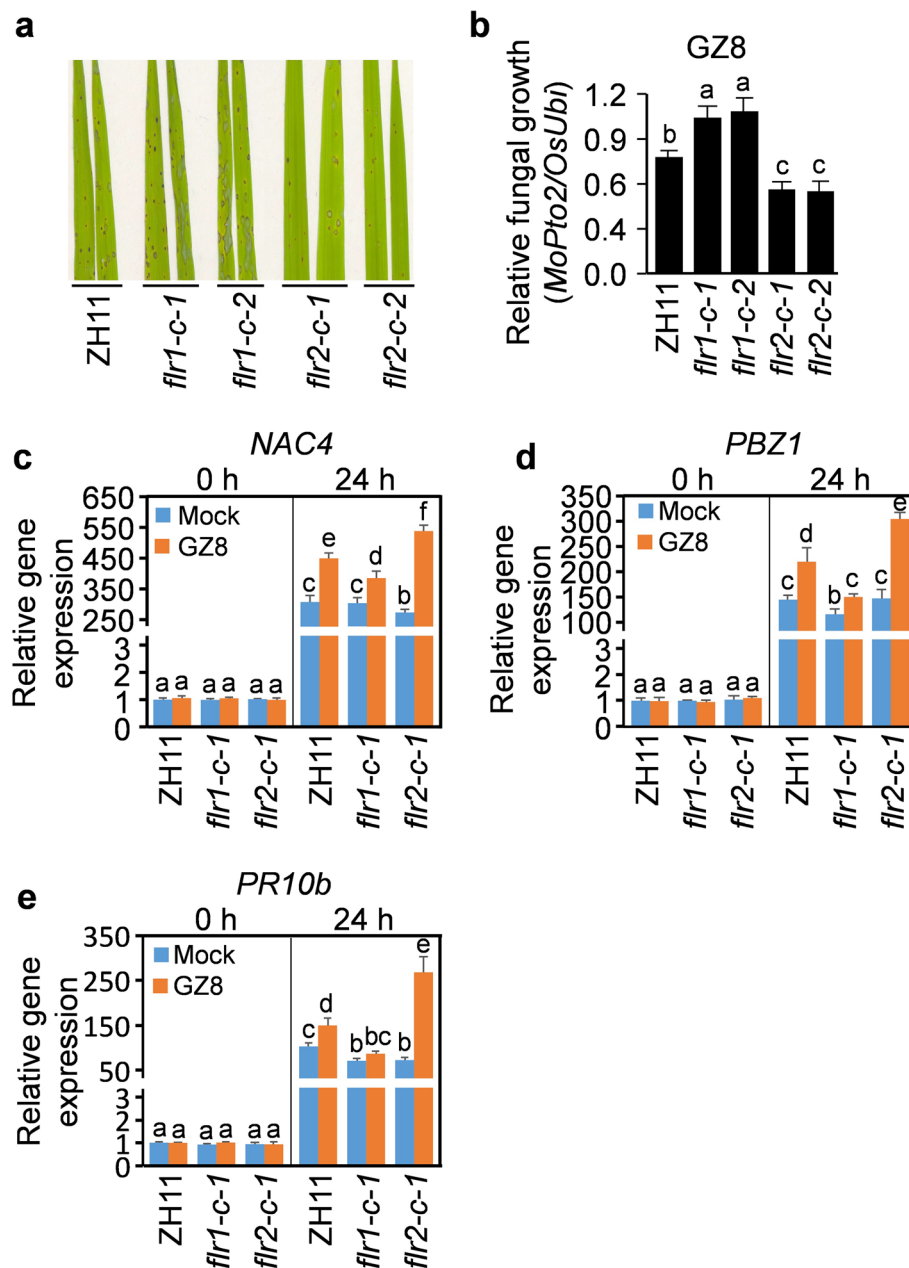 a
ZH11
flr1-c-1
flr1-c-2
flr2-c-1
flr2-c-2
b
GZ8
Relative fungal growth
(MoPto2/OsUbi)
1.2
0.9
0.6
0.4
0.0
b
a
a
c
c
ZH11
flr1-c-1
flr1-c-2
flr2-c-1
flr2-c-2
c
NAC4
0 h
24 h
Relative gene
expression
650
550
450
350
250
3
2
1
0
Mock
GZ8
a a a a a a
c e c d b f
ZH11
flr1-c-1
flr2-c-1
ZH11
flr1-c-1
flr2-c-1
d
PBZ1
0 h
24 h
Relative gene
expression
350
300
250
200
150
100
3
2
1
0
Mock
GZ8
a a a a a a
c d b c c e
ZH11
flr1-c-1
flr2-c-1
ZH11
flr1-c-1
flr2-c-1
e
PR10b
0 h
24 h
Relative gene
expression
350
250
150
50
3
2
1
0
Mock
GZ8
a a a a a a
c d b bc b e
ZH11
flr1-c-1
flr2-c-1
ZH11
flr1-c-1
flr2-c-1